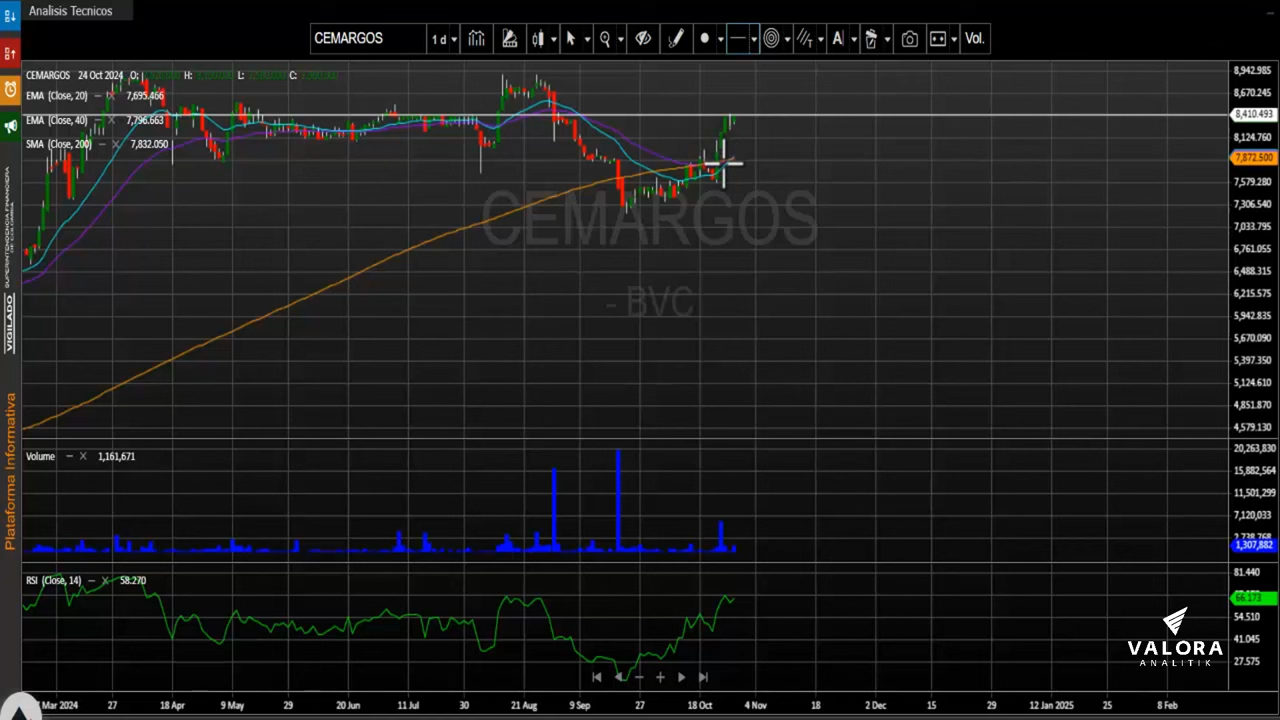 Analisis Tecnicos
CEMARGOS
1 d
Vol.
CEMARGOS 24 Oct 2024 O: H: L: C:
EMA (Close, 20) 7,695.466
EMA (Close, 40) 7,796.663
SMA (Close, 200) 7,832.050
CEMARGOS
- BVC
8,942.985
8,670.245
8,410.493
8,124.760
7,872.500
7,579.280
7,306.540
7,033.795
6,761.055
6,488.315
6,215.575
5,942.835
5,670.090
5,397.350
5,124.610
4,851.870
4,579.130
Volume 1,161,671
20,263,830
15,882,564
11,501,299
7,120,033
1,307,882
RSI (Close, 14) 58.270
81.440
66.173
54.510
41.045
27.575
VALORA
ANALITIK
Mar 2024 27 18 Apr 9 May 29 20 Jun 11 Jul 30 21 Aug 9 Sep 27 18 Oct 4 Nov 18 2 Dec 15 29 12 Jan 2025 25 8 Feb
VIGILADO
SUPERINTENDENCIA FINANCIERA
DE COLOMBIA
Plataforma Informativa